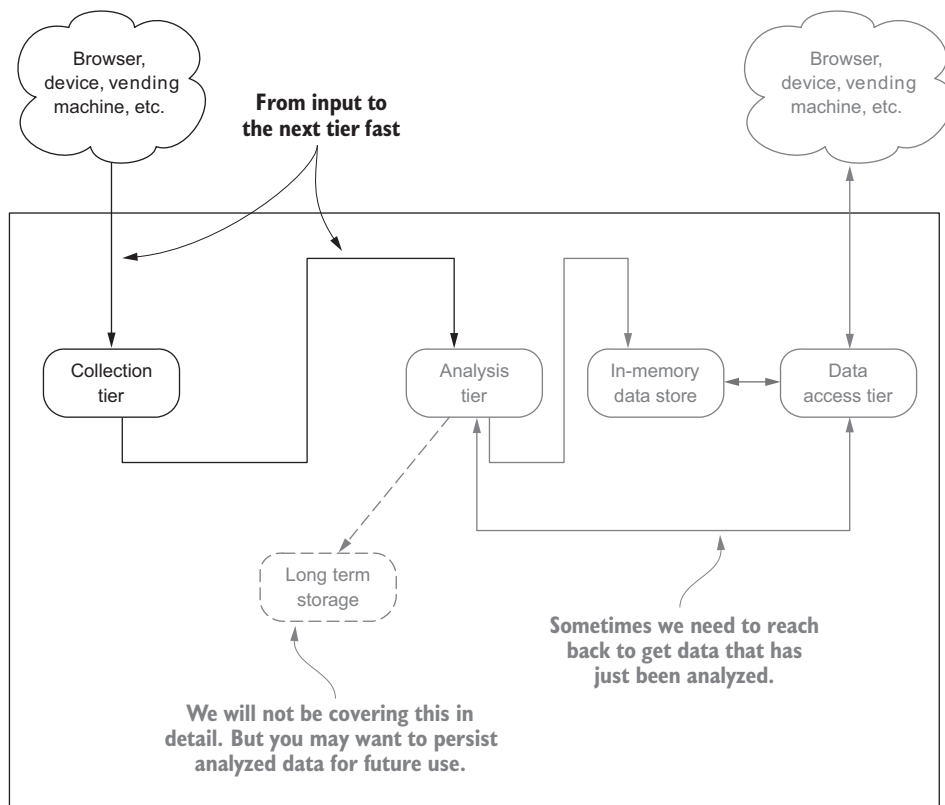 Browser,
device, vending
machine, etc.
Browser,
device, vending
machine, etc.
From input to
the next tier fast
Collection
tier
Analysis
tier
In-memory
data store
Data
access tier
Long term
storage
Sometimes we need to reach
back to get data that has
just been analyzed.
We will not be covering this in
detail. But you may want to persist
analyzed data for future use.